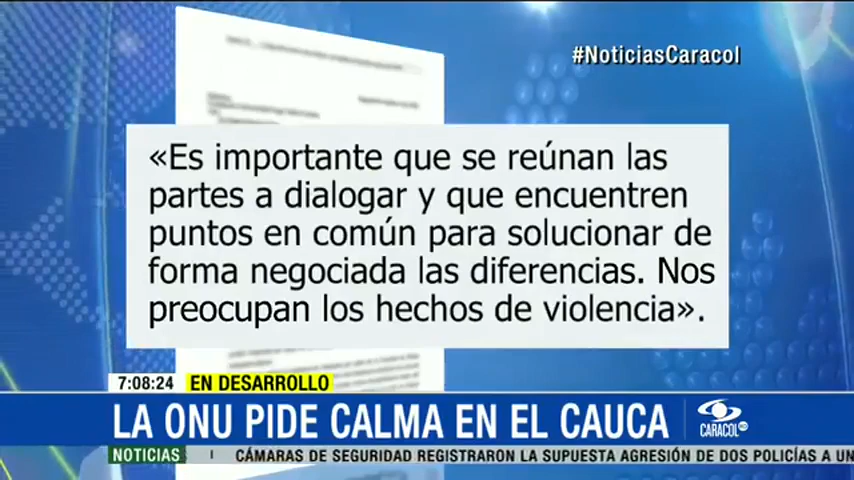 #NoticiasCaracol
«Es importante que se reúnan las
partes a dialogar y que encuentren
puntos en común para solucionar de
forma negociada las diferencias. Nos
preocupan los hechos de violencia».
7:08:24 EN DESARROLLO
LA ONU PIDE CALMA EN EL CAUCA
CARACOL HD
NOTICIAS CÁMARAS DE SEGURIDAD REGISTRARON LA SUPUESTA AGRESIÓN DE DOS POLICÍAS A UN